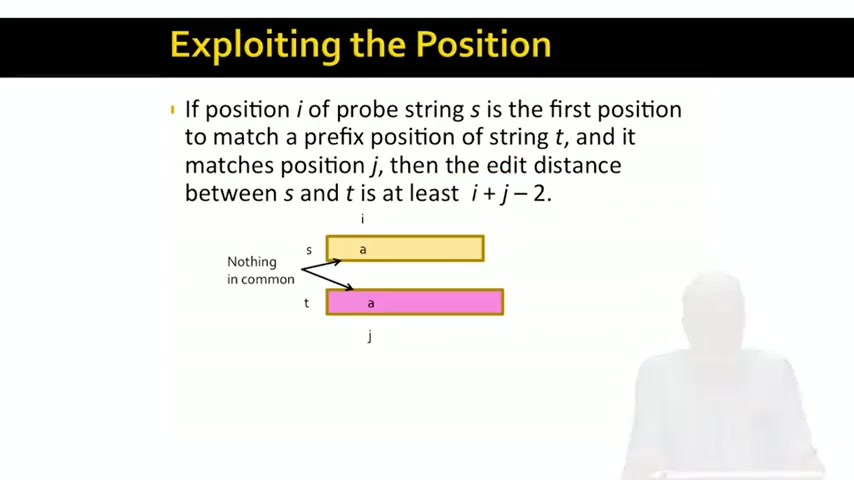 Exploiting the Position
If position i of probe string s is the first position
to match a prefix position of string t, and it
matches position j, then the edit distance
between s and t is at least i + j – 2.
i
s a
Nothing
in common
t a
j